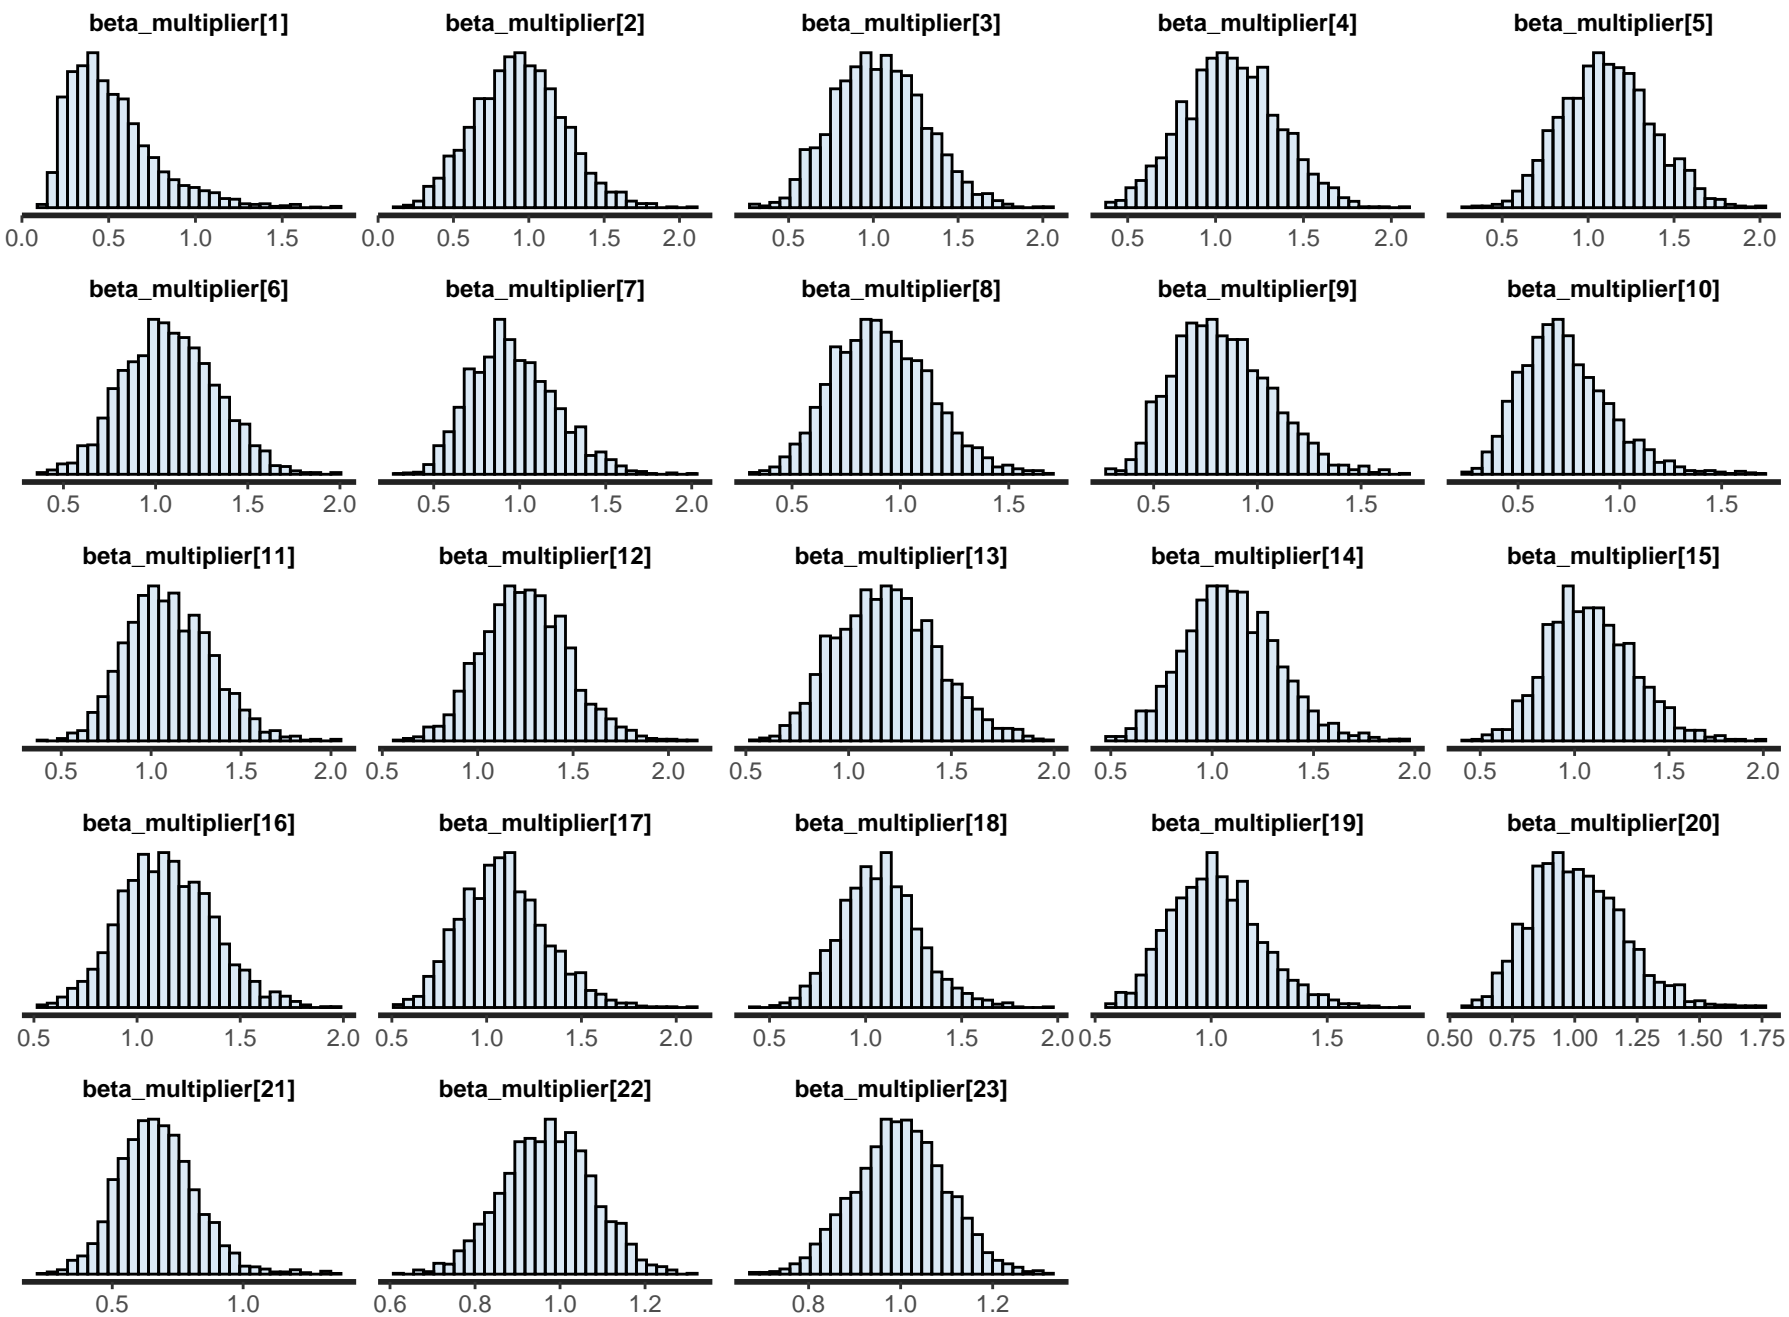 beta_multiplier[1] beta_multiplier[2] beta_multiplier[3] beta_multiplier[4] beta_multiplier[5]
0.0 0.5 1.0 1.5 0.0 0.5 1.0 1.5 2.0 0.5 1.0 1.5 2.0 0.5 1.0 1.5 2.0 0.5 1.0 1.5 2.0
beta_multiplier[6] beta_multiplier[7] beta_multiplier[8] beta_multiplier[9] beta_multiplier[10]
0.5 1.0 1.5 2.0 0.5 1.0 1.5 2.0 0.5 1.0 1.5 0.5 1.0 1.5 0.5 1.0 1.5
beta_multiplier[11] beta_multiplier[12] beta_multiplier[13] beta_multiplier[14] beta_multiplier[15]
0.5 1.0 1.5 2.0 0.5 1.0 1.5 2.0 0.5 1.0 1.5 2.0 0.5 1.0 1.5 2.0 0.5 1.0 1.5 2.0
beta_multiplier[16] beta_multiplier[17] beta_multiplier[18] beta_multiplier[19] beta_multiplier[20]
0.5 1.0 1.5 2.0 0.5 1.0 1.5 2.0 0.5 1.0 1.5 2.0 0.5 1.0 1.5 0.50 0.75 1.00 1.25 1.50 1.75
beta_multiplier[21] beta_multiplier[22] beta_multiplier[23]
0.5 1.0 0.6 0.8 1.0 1.2 0.8 1.0 1.2